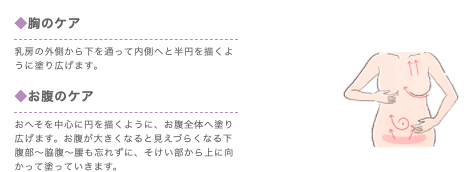 ◆胸のケア
乳房の外側から下を通って内側へと半円を描くよ
うに塗り広げます。
◆お腹のケア
おへそを中心に円を描くように、お腹全体へ塗り
広げます。お腹が大きくなると見えづらくなる下
腹部〜脇腹〜腰も忘れずに、そけい部から上に向
かって塗っていきます。